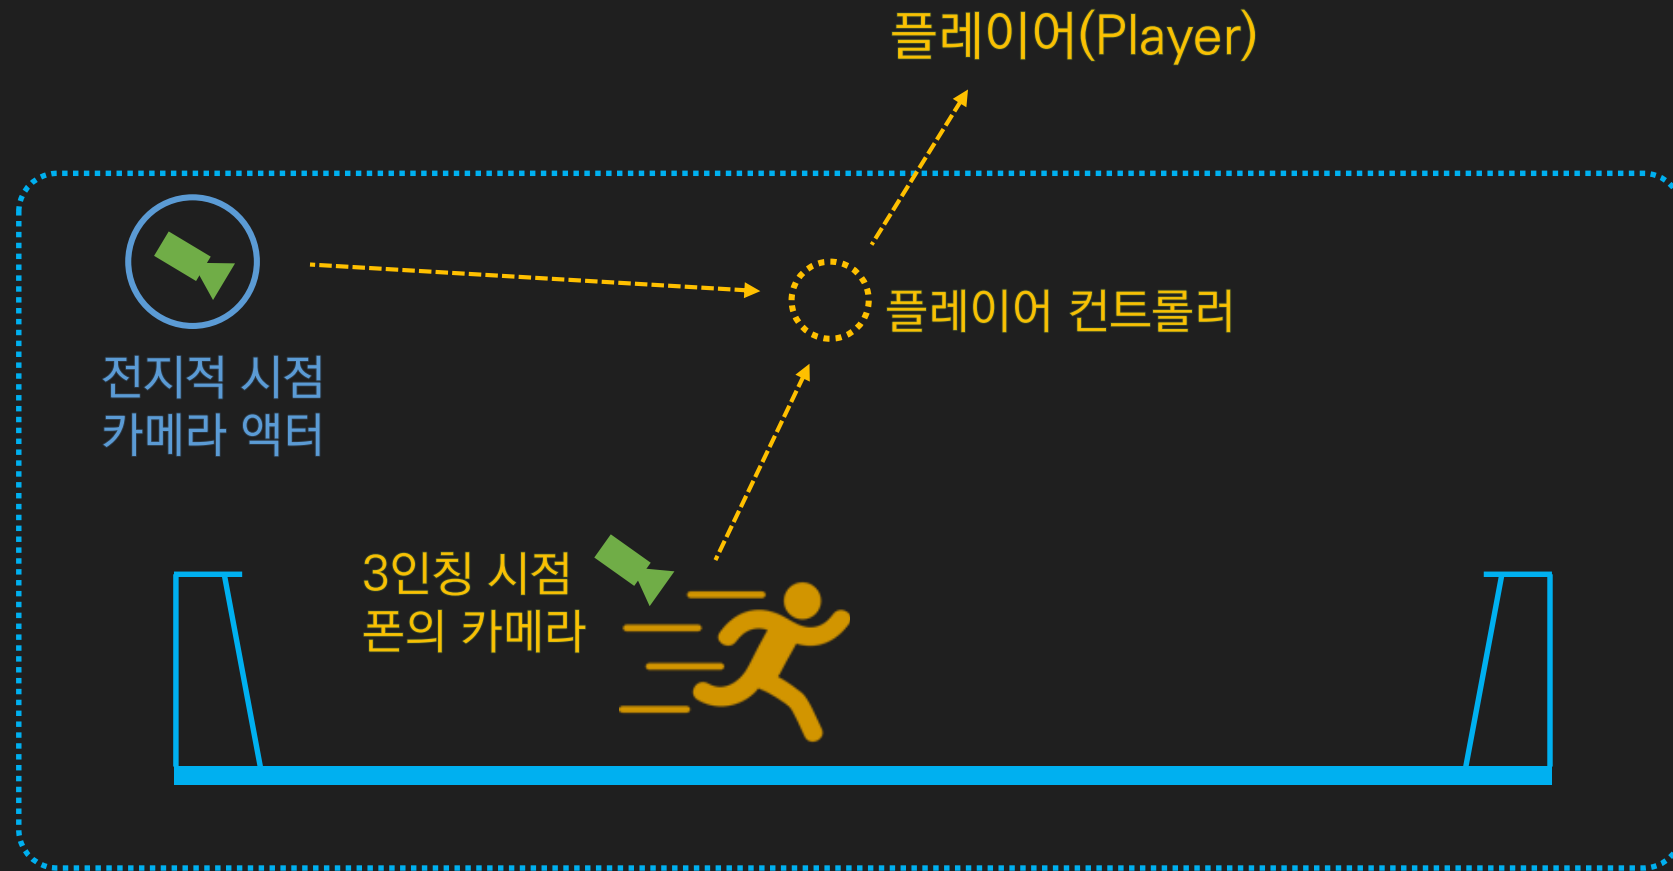 플레이어(Player)
플레이어 컨트롤러
전지적 시점
카메라 액터
3인칭 시점
폰의 카메라